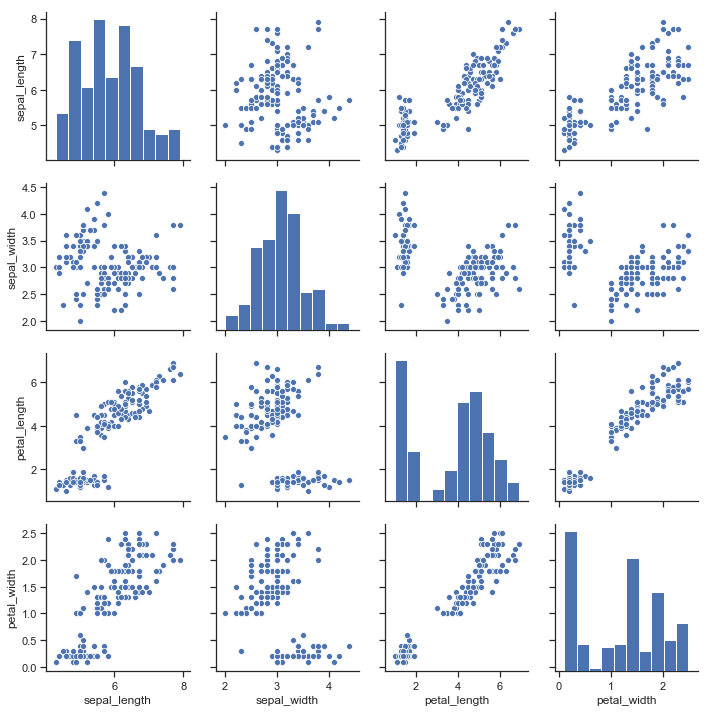 sepal_length
8
7
6
5
sepal_width
4.5
4.0
3.5
3.0
2.5
2.0
petal_length
6
4
2
petal_width
2.5
2.0
1.5
1.0
0.5
0.0
6 8
2 3 4
2 4 6
0 1 2
sepal_length sepal_width petal_length petal_width